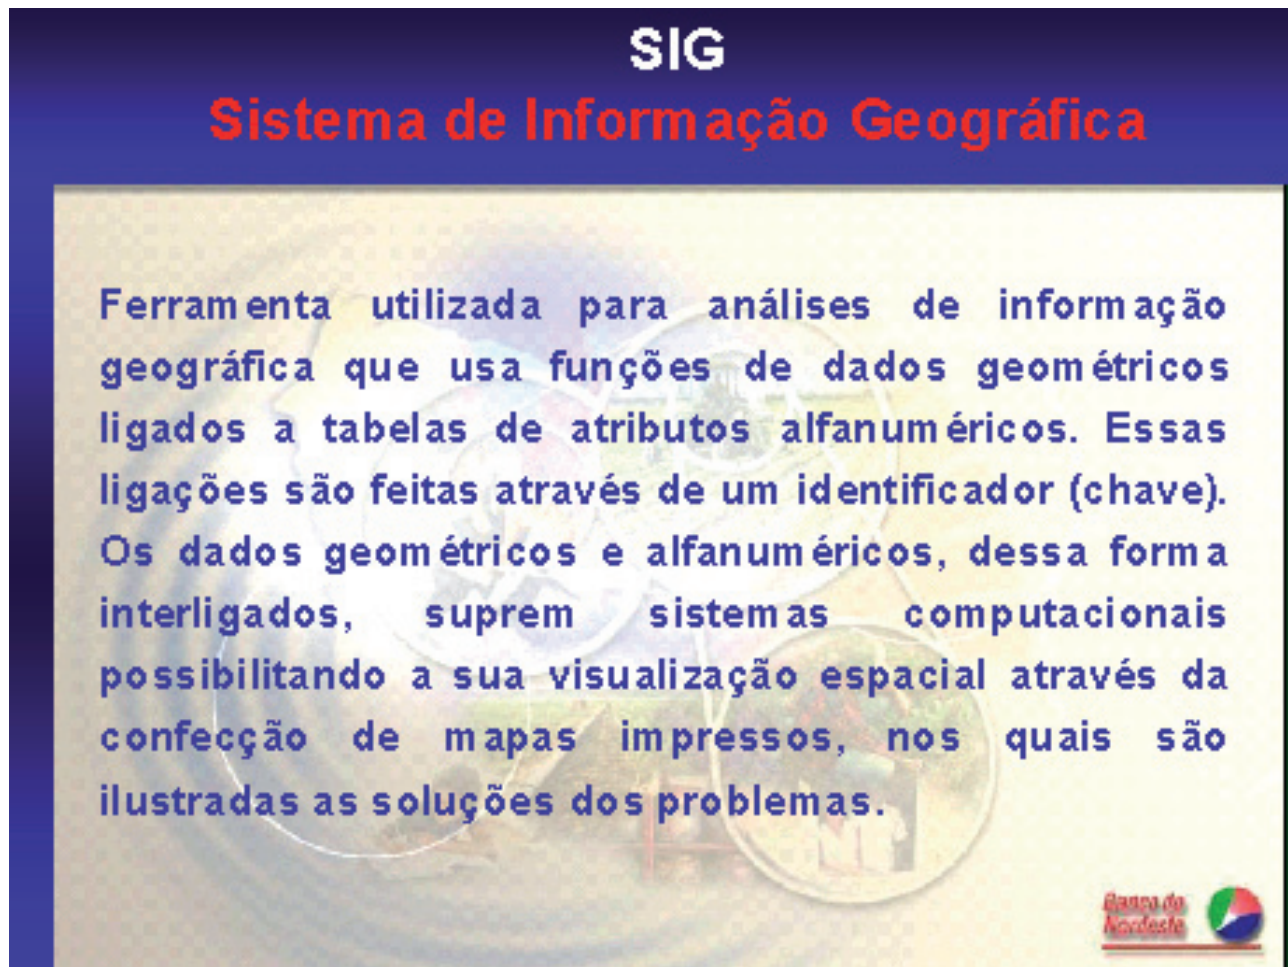 SIG
Sistema de Informação Geográfica
Ferramenta utilizada para análises de informação
geográfica que usa funções de dados geométricos
ligados a tabelas de atributos alfanuméricos. Essas
ligações são feitas através de um identificador (chave).
Os dados geométricos e alfanuméricos, dessa forma
interligados, suprem sistemas computacionais
possibilitando a sua visualização espacial através da
confecção de mapas impressos, nos quais são
ilustradas as soluções dos problemas.
Banco do
Nordeste